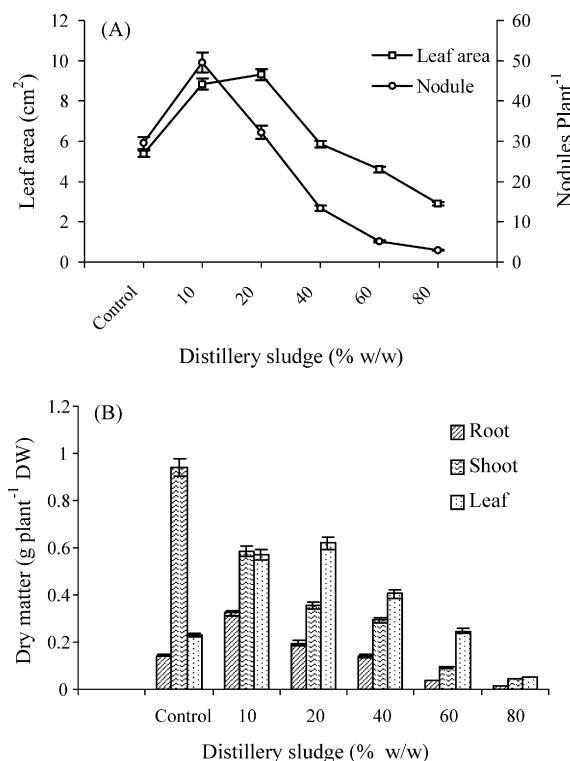 (A)
12
10
8
6
4
2
0
Leaf area (cm²)
60
50
40
30
20
10
0
Nodules Plant⁻¹
Leaf area
Nodule
Control 10 20 40 60 80
Distillery sludge (% w/w)
(B)
1.2
1
0.8
0.6
0.4
0.2
0
Dry matter (g plant⁻¹ DW)
Root
Shoot
Leaf
Control 10 20 40 60 80
Distillery sludge (% w/w)